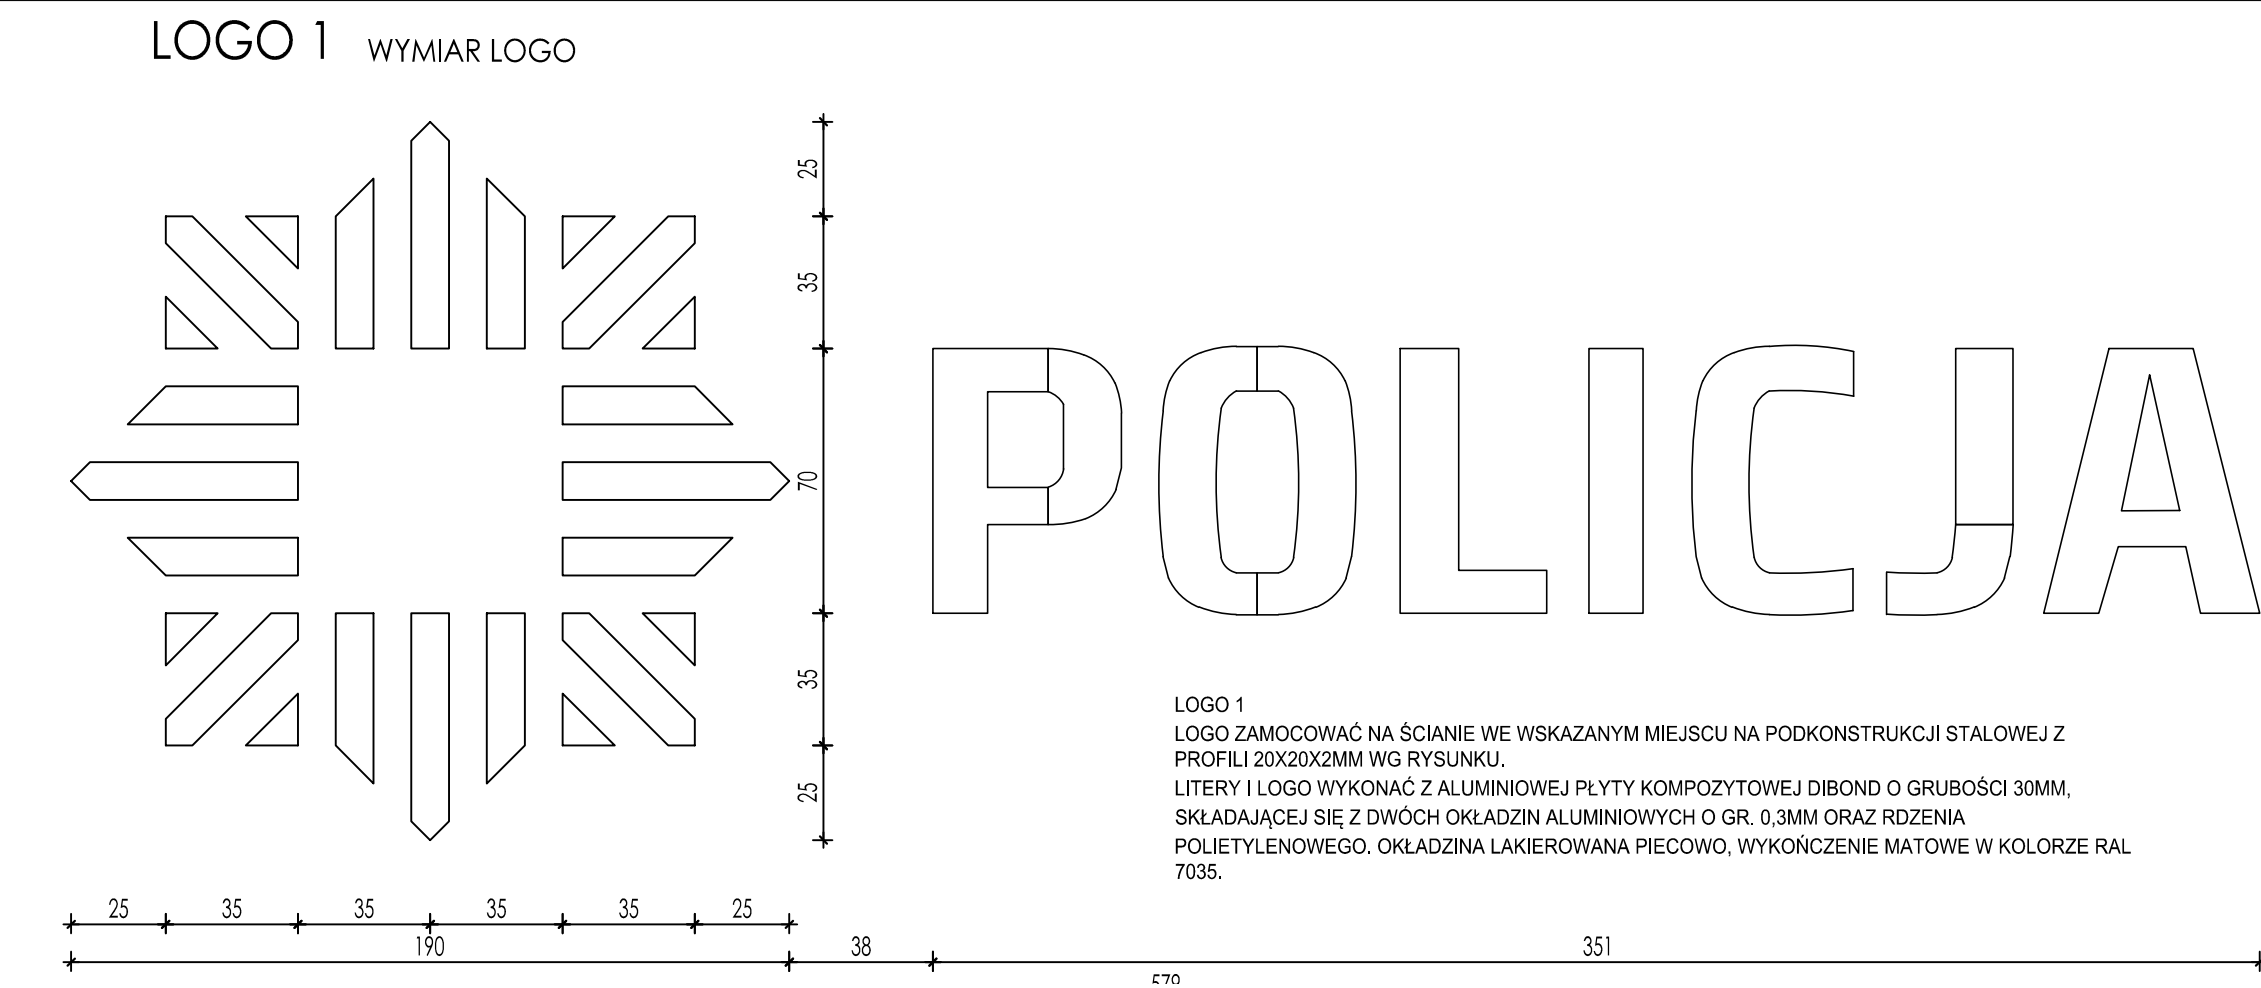 LOGO 1 WYMIAR LOGO
25
35
70
35
25
POLICJA
LOGO 1
LOGO ZAMOCOWAĆ NA ŚCIANIE WE WSKAZANYM MIEJSCU NA PODKONSTRUKCJI STALOWEJ Z
PROFILI 20X20X2MM WG RYSUNKU.
LITERY I LOGO WYKONAĆ Z ALUMINIOWEJ PŁYTY KOMPOZYTOWEJ DIBOND O GRUBOŚCI 30MM,
SKŁADAJĄCEJ SIĘ Z DWÓCH OKŁADZIN ALUMINIOWYCH O GR. 0,3MM ORAZ RDZENIA
POLIETYLENOWEGO. OKŁADZINA LAKIEROWANA PIECOWO, WYKOŃCZENIE MATOWE W KOLORZE RAL
7035.
25 35 35 35 35 25
190 38 351
579